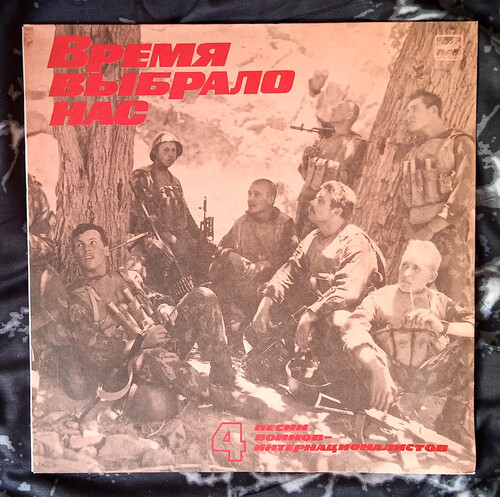 Время
выбрало
нас
4
песни
воинов-
интернационалистов